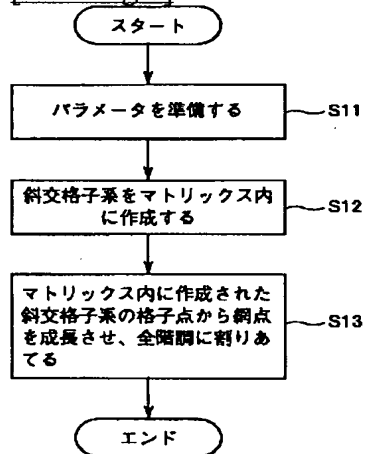 スタート
パラメータを準備する
S11
斜交格子系をマトリックス内
に作成する
S12
マトリックス内に作成された
斜交格子系の格子点から網点
を成長させ、全階調に割りあ
てる
S13
エンド